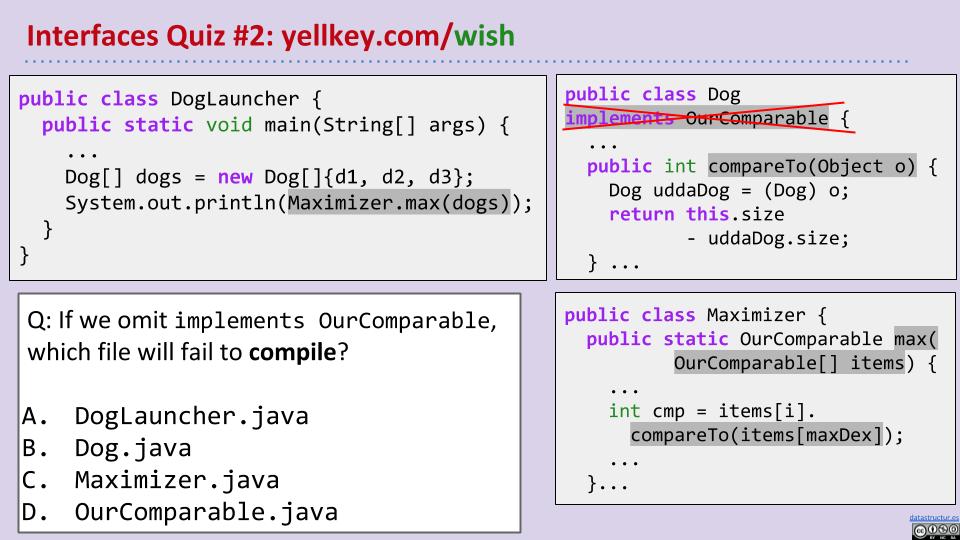 Interfaces Quiz #2: yellkey.com/wish
public class DogLauncher {
public static void main(String[] args) {
...
Dog[] dogs = new Dog[]{d1, d2, d3};
System.out.println(Maximizer.max(dogs));
}
}
public class Dog
implements OurComparable {
...
public int compareTo(Object o) {
Dog uddaDog = (Dog) o;
return this.size
- uddaDog.size;
} ...
Q: If we omit implements OurComparable,
which file will fail to compile?
A. DogLauncher.java
B. Dog.java
C. Maximizer.java
D. OurComparable.java
public class Maximizer {
public static OurComparable max(
OurComparable[] items) {
...
int cmp = items[i].
compareTo(items[maxDex]);
...
}...
datastructur.es
CC
BY NC SA